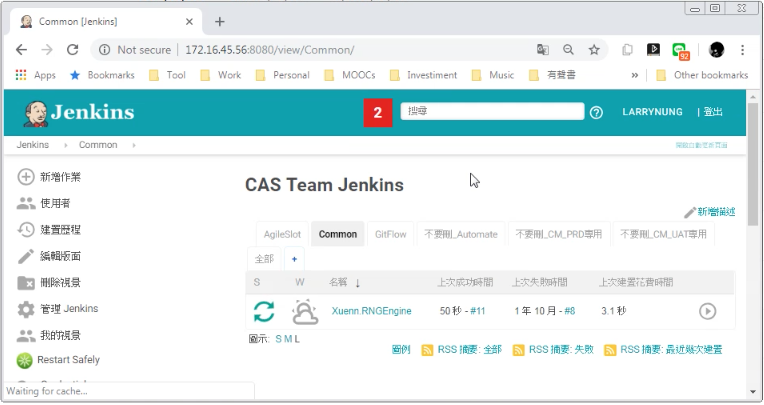 Common [Jenkins]
Not secure | 172.16.45.56:8080/view/Common/
92
Apps Bookmarks Tool Work Personal MOOCs Investiment Music 有聲書 » Other bookmarks
Jenkins 2 搜尋 LARRYNUNG | 登出
Jenkins Common 開啟自動更新頁面
新增作業
使用者
建置歷程
編輯版面
刪除視景
管理 Jenkins
我的視景
Restart Safely
Waiting for cache...
CAS Team Jenkins
新增描述
AgileSlot Common GitFlow 不要刪_Automate 不要刪_CM_PRD專用 不要刪_CM_UAT專用
全部 +
S W 名稱 ↓ 上次成功時間 上次失敗時間 上次建置花費時間
Xuenn.RNGEngine 50 秒 - #11 1 年 10 月 - #8 3.1 秒
圖示: S M L
圖例 RSS 摘要: 全部 RSS 摘要: 失敗 RSS 摘要: 最近幾次建置